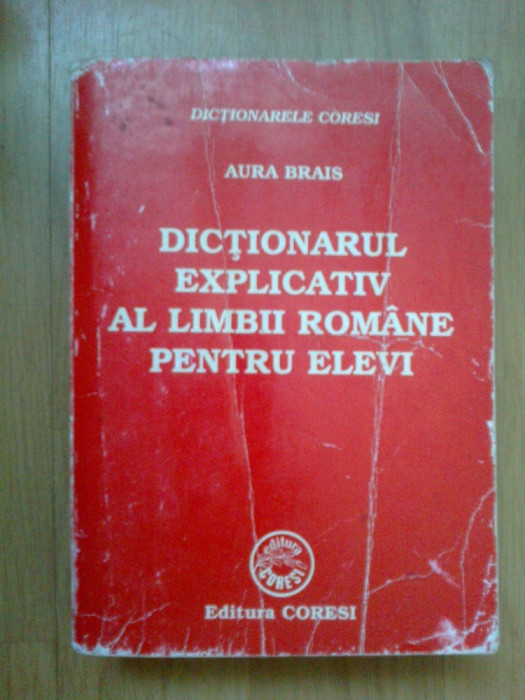 DICȚIONARELE CORESI
AURA BRAIS
DICȚIONARUL
EXPLICATIV
AL LIMBII ROMÂNE
PENTRU ELEVI
editura
CORESI
Editura CORESI